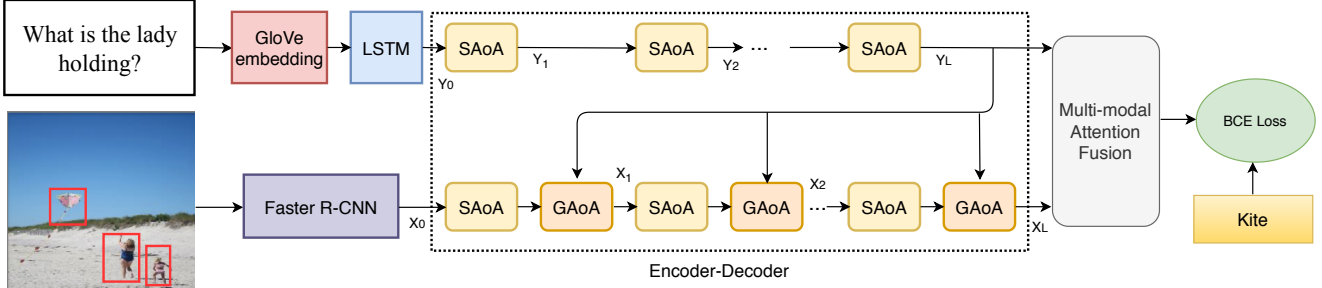 What is the lady
holding?
GloVe
embedding
LSTM
SAoA
Y1
SAoA
Y2
...
SAoA
YL
Y0
Multi-modal
Attention
Fusion
BCE Loss
Faster R-CNN
X0
SAoA
GAoA
X1
SAoA
GAoA
X2
...
SAoA
GAoA
XL
Kite
Encoder-Decoder